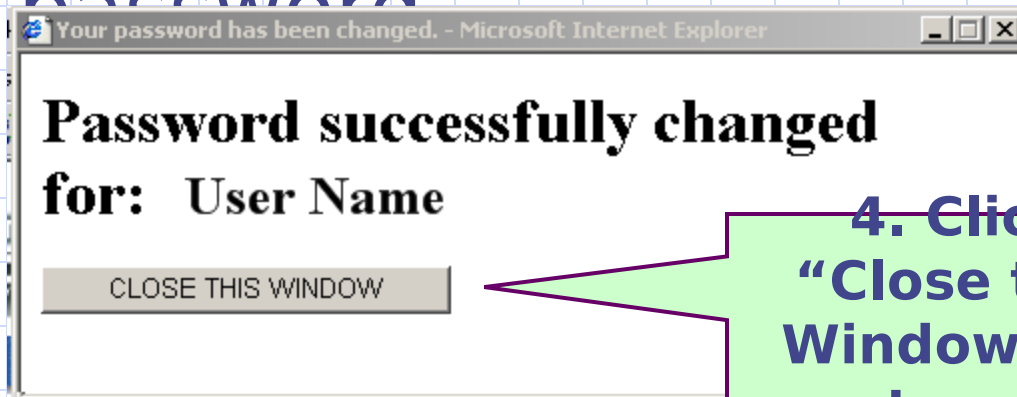 password
Your password has been changed. - Microsoft Internet Explorer
Password successfully changed
for: User Name
CLOSE THIS WINDOW
4. Clic
“Close t
Window